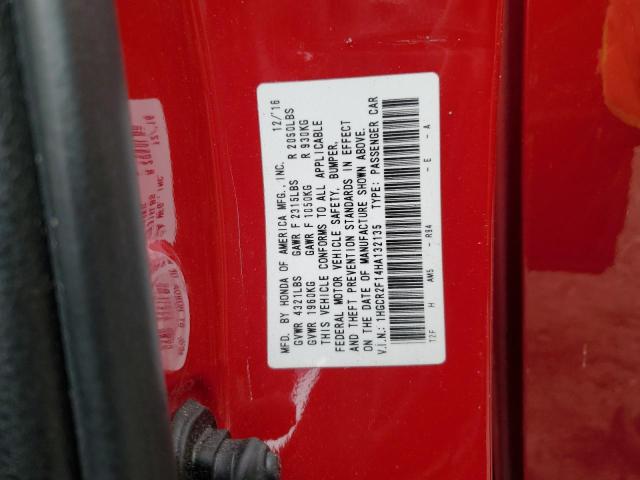 MFD. BY HONDA OF AMERICA MFG., INC. 12/16
GVWR 4321LBS GAWR F 2315LBS R 2050LBS
GVWR 1960KG GAWR F 1050KG R 930KG
THIS VEHICLE CONFORMS TO ALL APPLICABLE
FEDERAL MOTOR VEHICLE SAFETY, BUMPER,
AND THEFT PREVENTION STANDARDS IN EFFECT
ON THE DATE OF MANUFACTURE SHOWN ABOVE.
V.I.N.: 1HGCR2F14HA132135 TYPE: PASSENGER CAR
12F H AM5 - R94 - E - A